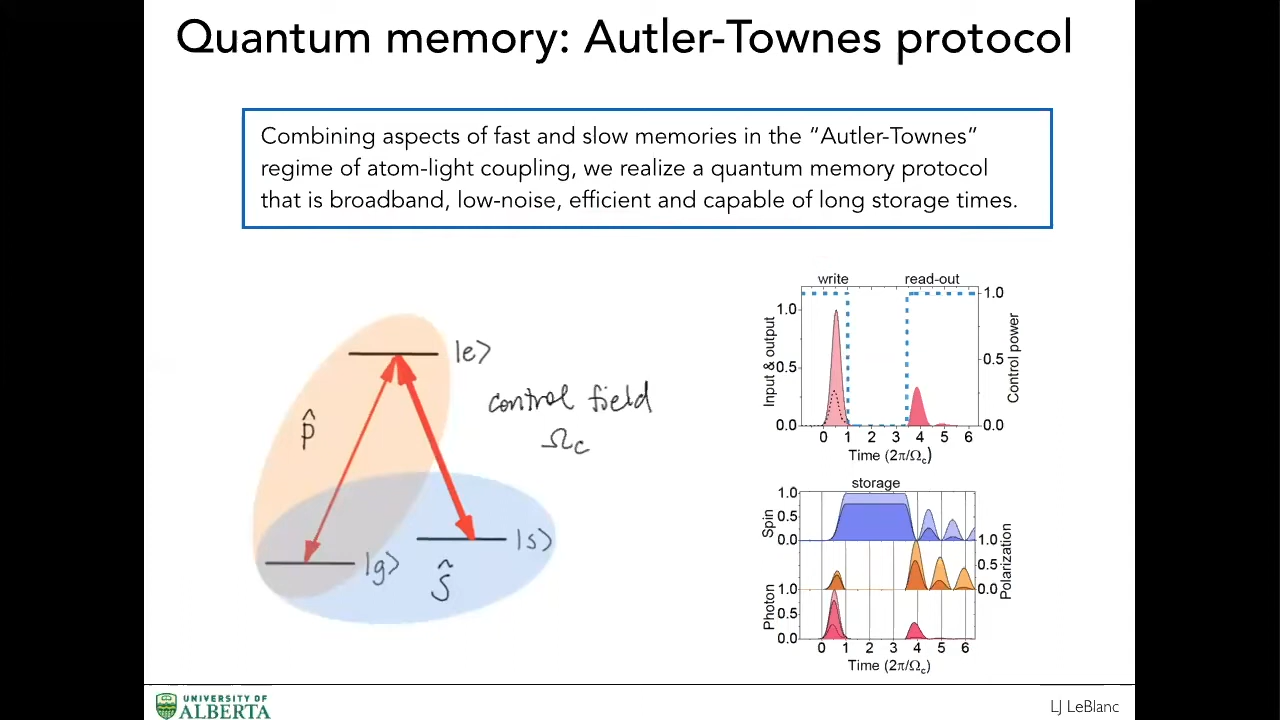 Quantum memory: Autler-Townes protocol
Combining aspects of fast and slow memories in the “Autler-Townes”
regime of atom-light coupling, we realize a quantum memory protocol
that is broadband, low-noise, efficient and capable of long storage times.
|e⟩
p̂
control field
Ωc
|g⟩
|s⟩
ŝ
write
read-out
Input & output
1.0
0.5
0.0
Control power
1.0
0.5
0.0
0 1 2 3 4 5 6
Time (2π/Ωc)
storage
Spin
1.0
0.5
0.0
Polarization
1.0
0.5
0.0
Photon
1.0
0.5
0.0
0 1 2 3 4 5 6
Time (2π/Ωc)
UNIVERSITY OF
ALBERTA
LJ LeBlanc